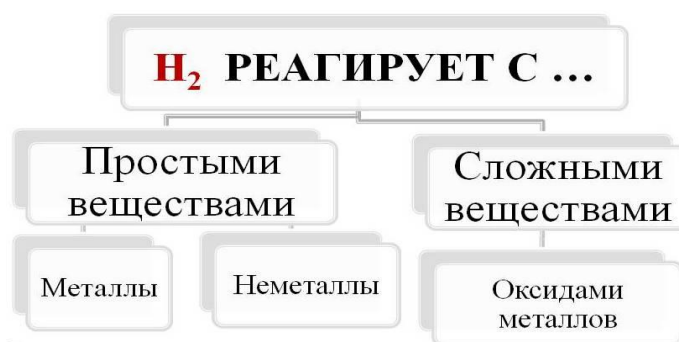 H₂ РЕАГИРУЕТ С ...
Простыми
веществами
Сложными
веществами
Металлы
Неметаллы
Оксидами
металлов